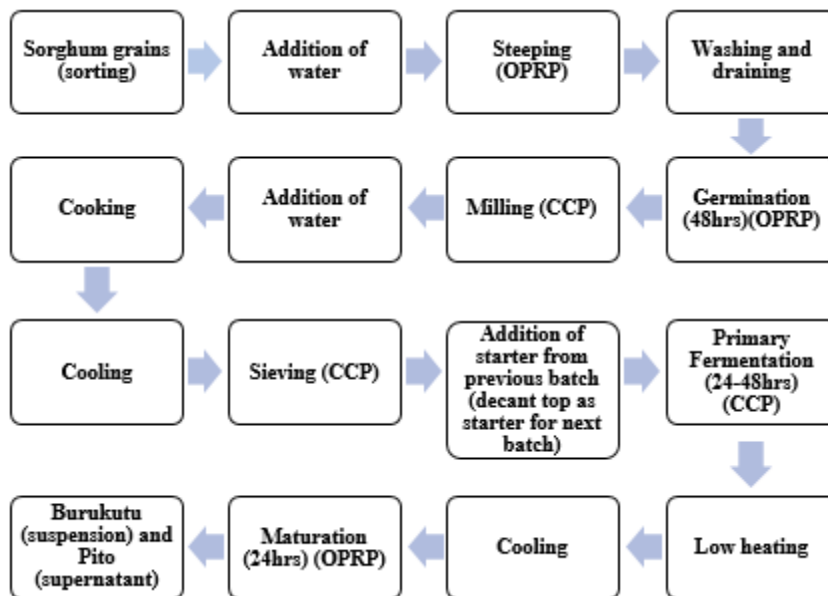 Sorghum grains
(sorting)
Addition of
water
Steeping
(OPRP)
Washing and
draining
Germination
(48hrs)(OPRP)
Milling (CCP)
Addition of
water
Cooking
Cooling
Sieving (CCP)
Addition of
starter from
previous batch
(decant top as
starter for next
batch)
Primary
Fermentation
(24-48hrs)
(CCP)
Low heating
Cooling
Maturation
(24hrs) (OPRP)
Burukutu
(suspension) and
Pito
(supernatant)